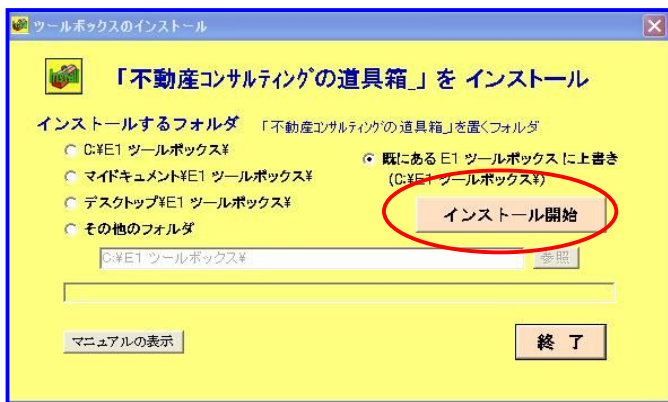 ツールボックスのインストール
「不動産ｺﾝｻﾙﾃｨﾝｸﾞの道具箱_」を インストール
インストールするフォルダ 「不動産ｺﾝｻﾙﾃｨﾝｸﾞの道具箱_」を置くフォルダ
C:¥E1 ツールボックス¥
マイドキュメント¥E1 ツールボックス¥
デスクトップ¥E1 ツールボックス¥
その他のフォルダ
既にある E1 ツールボックス に上書き
(C:¥E1 ツールボックス¥)
インストール開始
C:¥E1 ツールボックス¥ 参照
マニュアルの表示
終 了